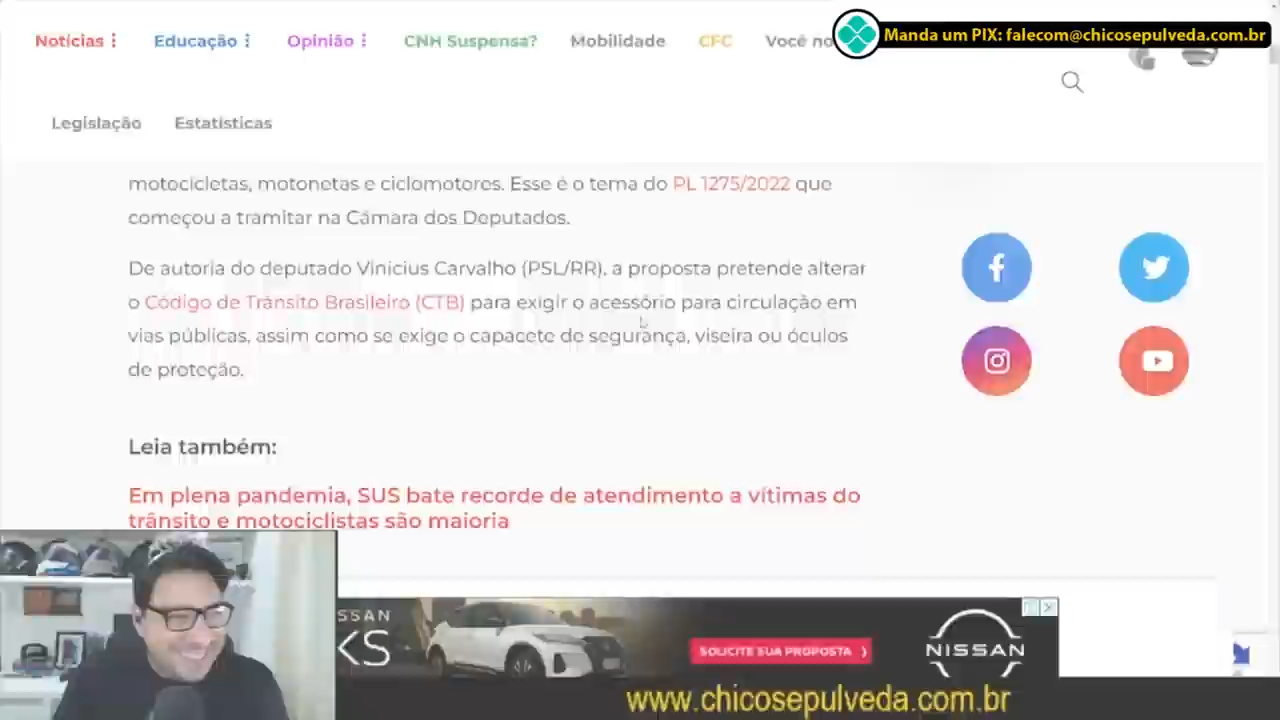 Notícias
Educação
Opinião
CNH Suspensa?
Mobilidade
CFC
Você no
Manda um PIX: falecom@chicosepulveda.com.br
Legislação
Estatísticas
motocicletas, motonetas e ciclomotores. Esse é o tema do PL 1275/2022 que
começou a tramitar na Câmara dos Deputados.
De autoria do deputado Vinicius Carvalho (PSL/RR), a proposta pretende alterar
o Código de Trânsito Brasileiro (CTB) para exigir o acessório para circulação em
vias públicas, assim como se exige o capacete de segurança, viseira ou óculos
de proteção.
Leia também:
Em plena pandemia, SUS bate recorde de atendimento a vítimas do
trânsito e motociclistas são maioria
SSAN
KS
SOLICITE SUA PROPOSTA
NISSAN
www.chicosepulveda.com.br